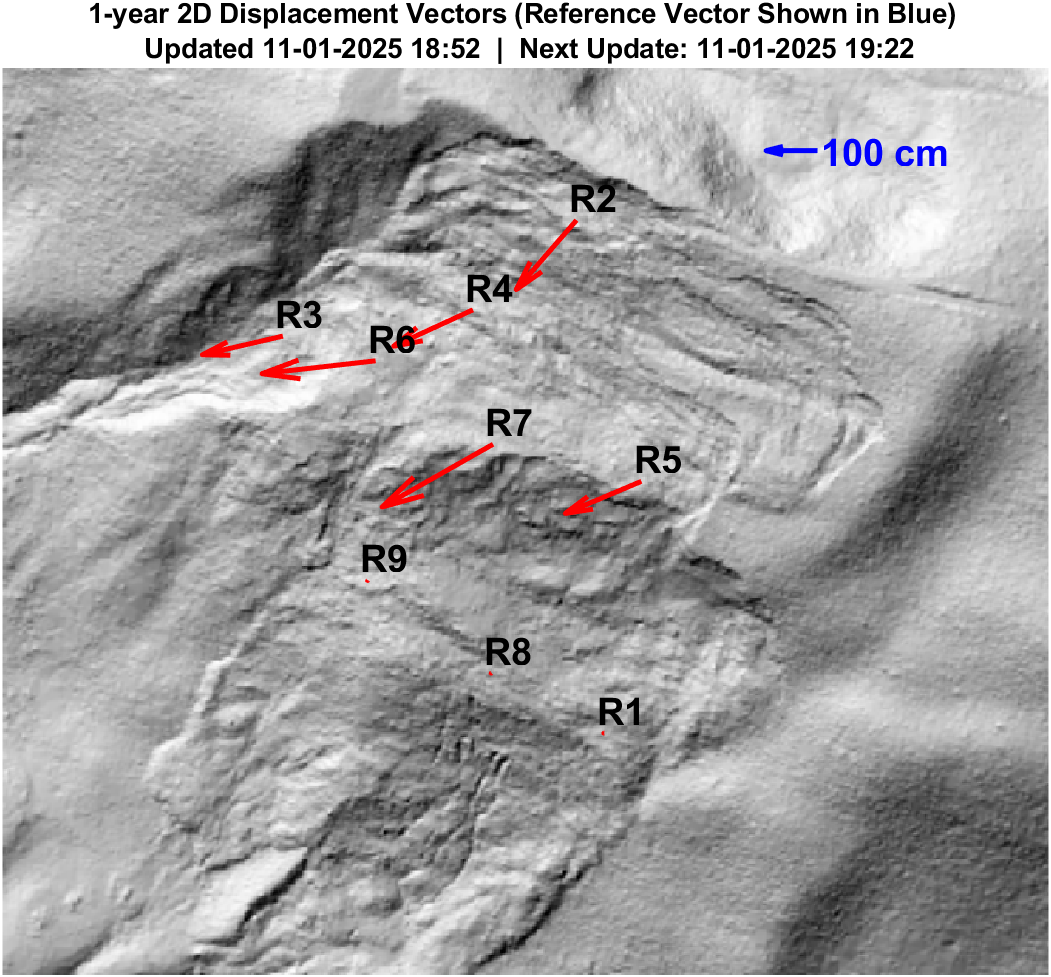 1-year 2D Displacement Vectors (Reference Vector Shown in Blue)
Updated 11-01-2025 18:52  |  Next Update: 11-01-2025 19:22
100 cm
R2
R4
R3
R6
R7
R5
R9
R8
R1